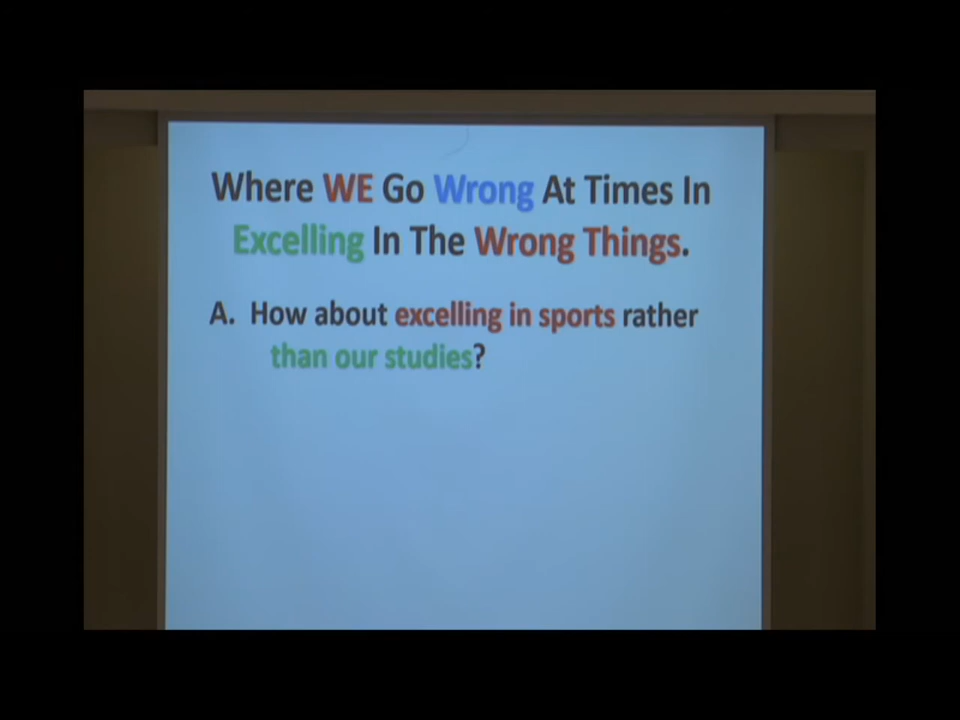 Where WE Go Wrong At Times In
Excelling In The Wrong Things.
A. How about excelling in sports rather
than our studies?